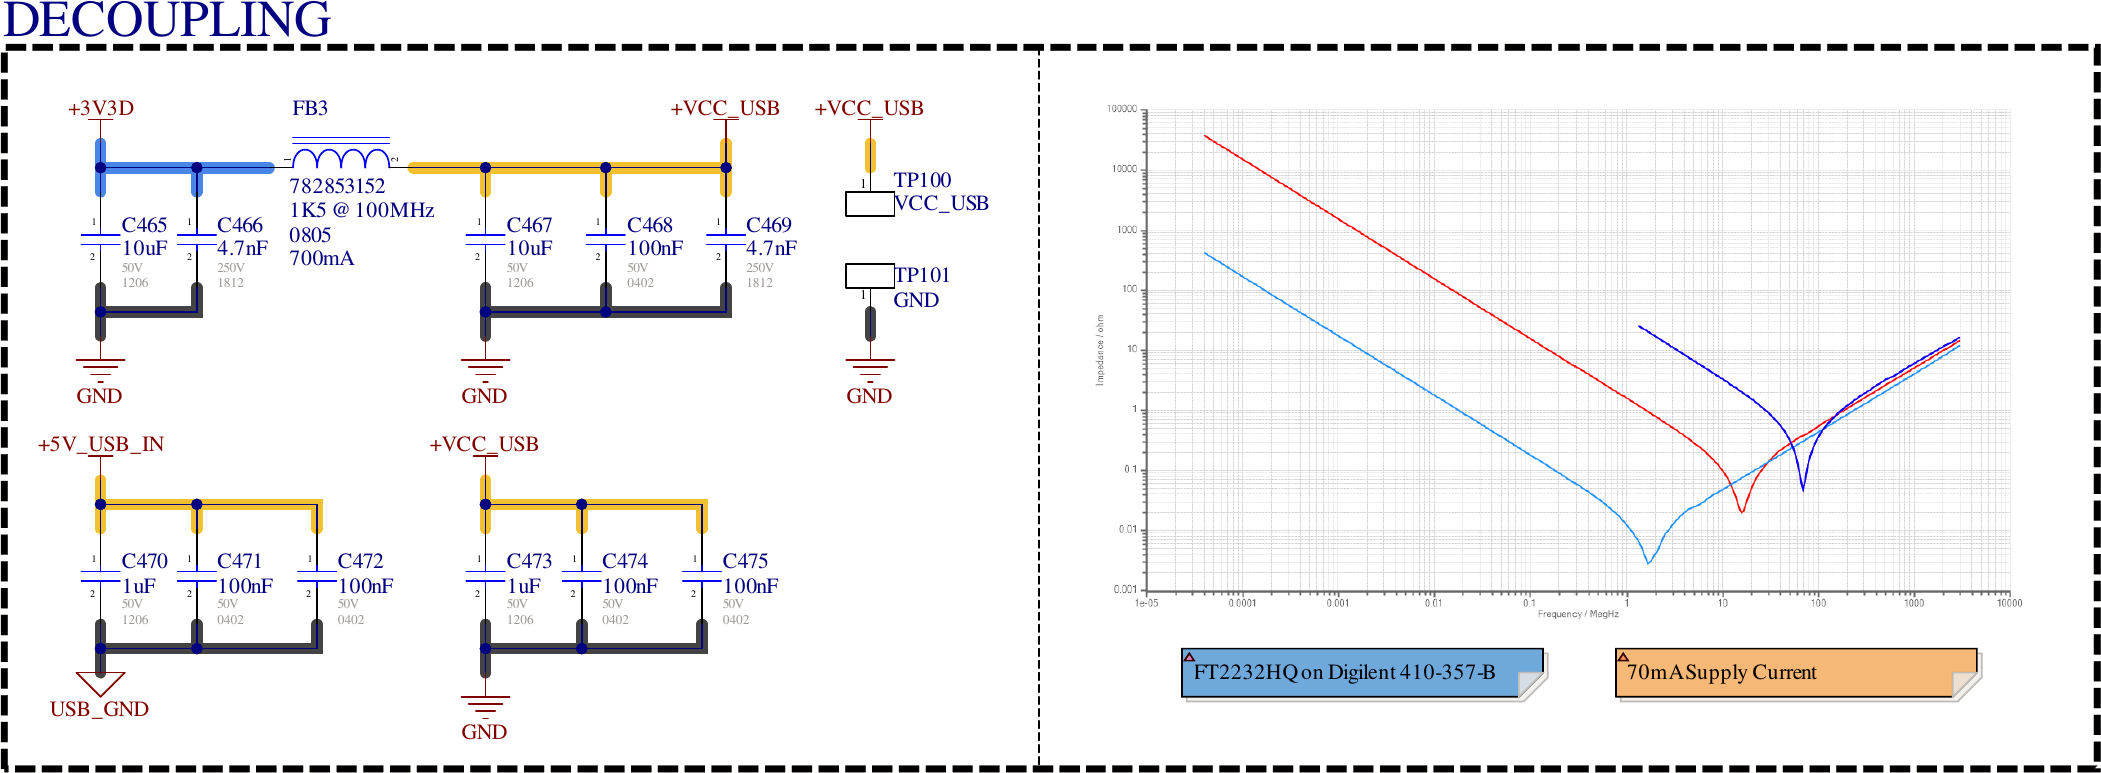 DECOUPLING
+3V3D
FB3
+VCC_USB
+VCC_USB
1
2
782853152
1K5 @ 100MHz
0805
700mA
1
C465
10uF
2
50V
1206
1
C466
4.7nF
2
250V
1812
1
C467
10uF
2
50V
1206
1
C468
100nF
2
50V
0402
1
C469
4.7nF
2
250V
1812
1
TP100
VCC_USB
TP101
1
GND
GND
GND
GND
+5V_USB_IN
+VCC_USB
1
C470
1uF
2
50V
1206
1
C471
100nF
2
50V
0402
1
C472
100nF
2
50V
0402
1
C473
1uF
2
50V
1206
1
C474
100nF
2
50V
0402
1
C475
100nF
2
50V
0402
USB_GND
GND
100000
10000
1000
100
10
1
0.1
0.01
0.001
Impedance / ohm
1e-05
0.0001
0.001
0.01
0.1
1
10
100
1000
10000
Frequency / MegHz
FT2232HQ on Digilent 410-357-B
70mA Supply Current